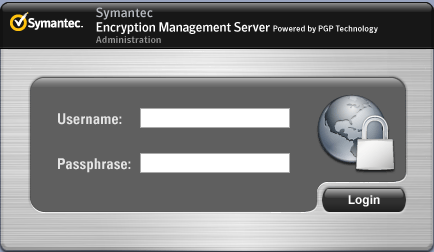 Symantec.
Symantec
Encryption Management Server Powered by PGP Technology
Administration
Username:
Passphrase:
Login